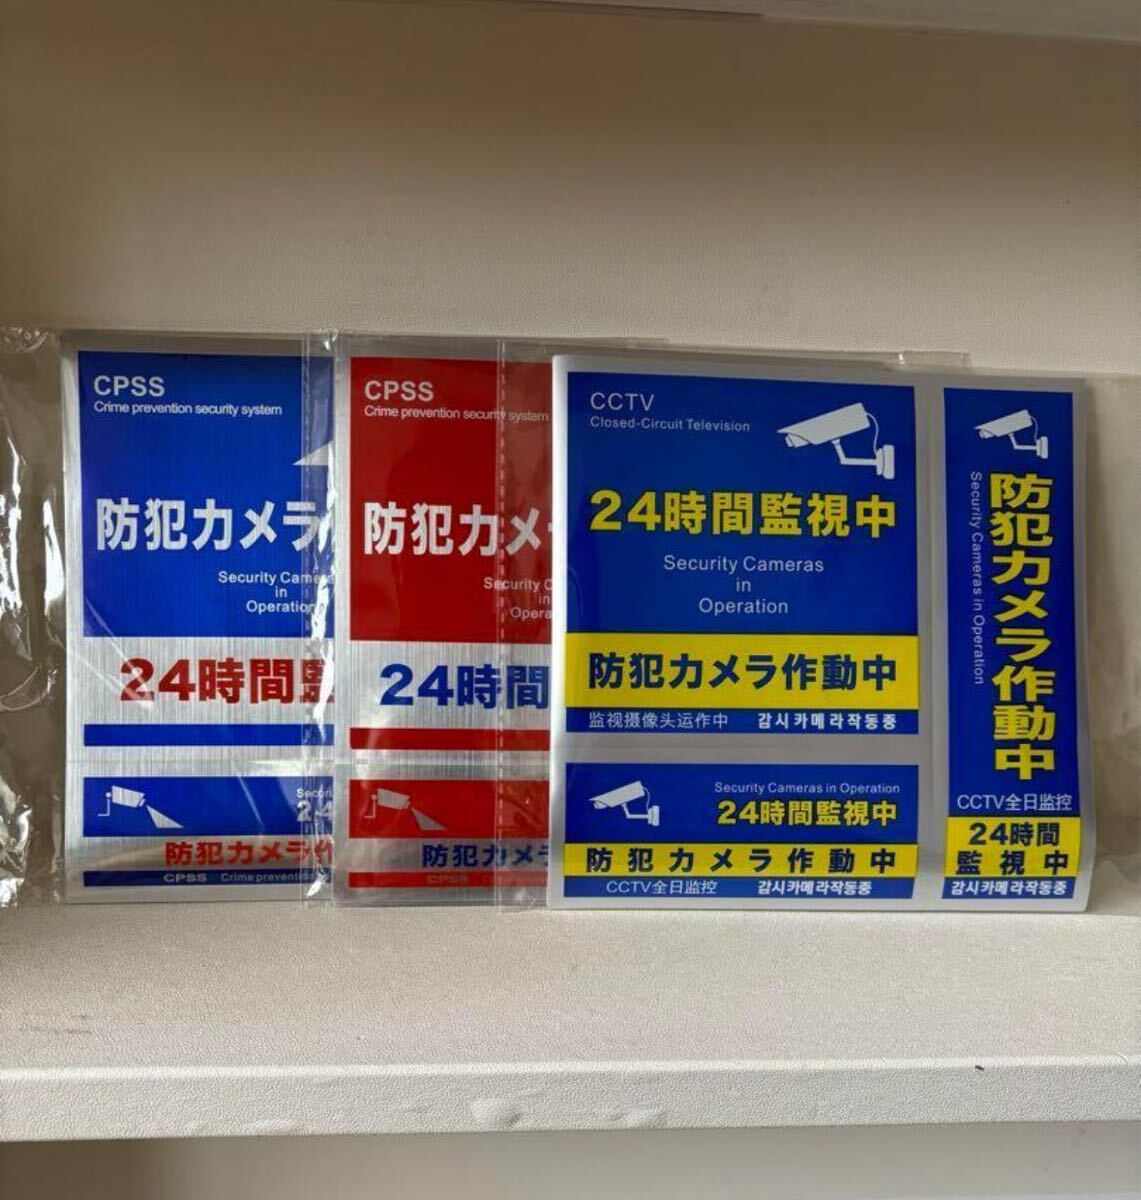 CPSS
Crime prevention security system
防犯カメラ
Security
in
Operation
24時間
24
防犯カメラ作
CPSS Crime
CPSS
Crime prevention security system
防犯カメ
Security
in
24時間
防犯カメラ
CPSS
CCTV
Closed-Circuit Television
24時間監視中
Security Cameras
in
Operation
防犯カメラ作動中
监视摄像头运作中 감시카메라작동중
Security Cameras in Operation
24時間監視中
防犯カメラ作動中
CCTV全日监控 감시카메라작동중
防犯カメラ作動中
Security Cameras in Operation
CCTV全日监控
24時間
監視中
감시카메라작동중